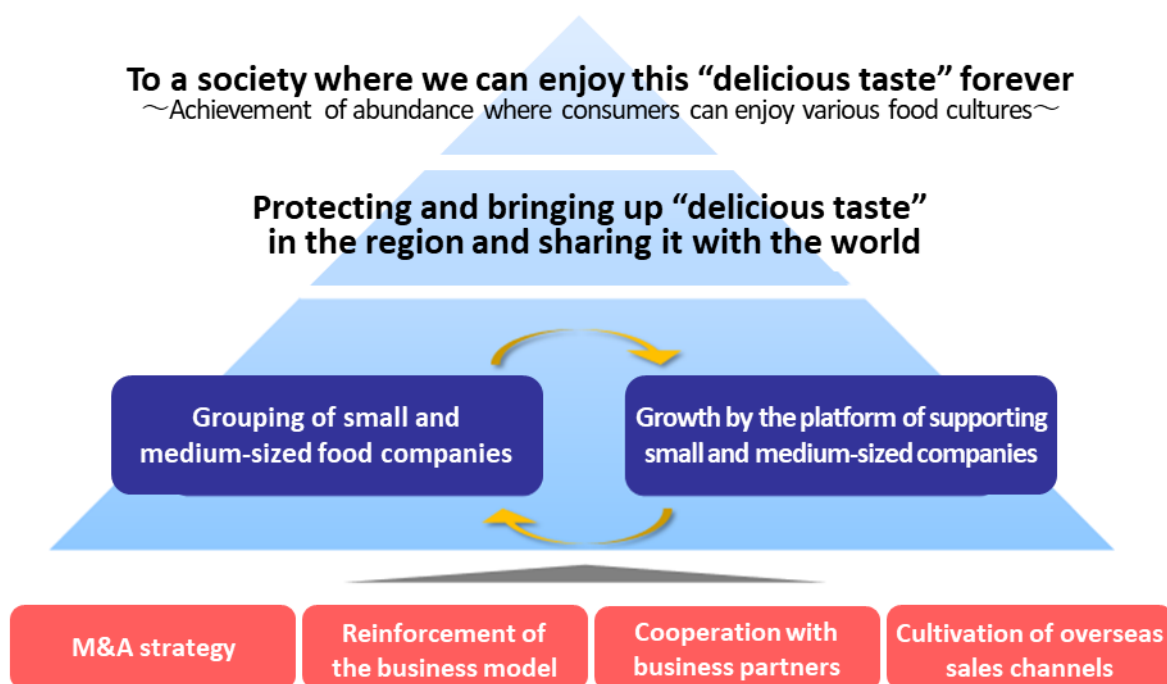 To a society where we can enjoy this “delicious taste” forever
～Achievement of abundance where consumers can enjoy various food cultures～
Protecting and bringing up “delicious taste”
in the region and sharing it with the world
Grouping of small and
medium-sized food companies
Growth by the platform of supporting
small and medium-sized companies
M&A strategy
Reinforcement of
the business model
Cooperation with
business partners
Cultivation of overseas
sales channels